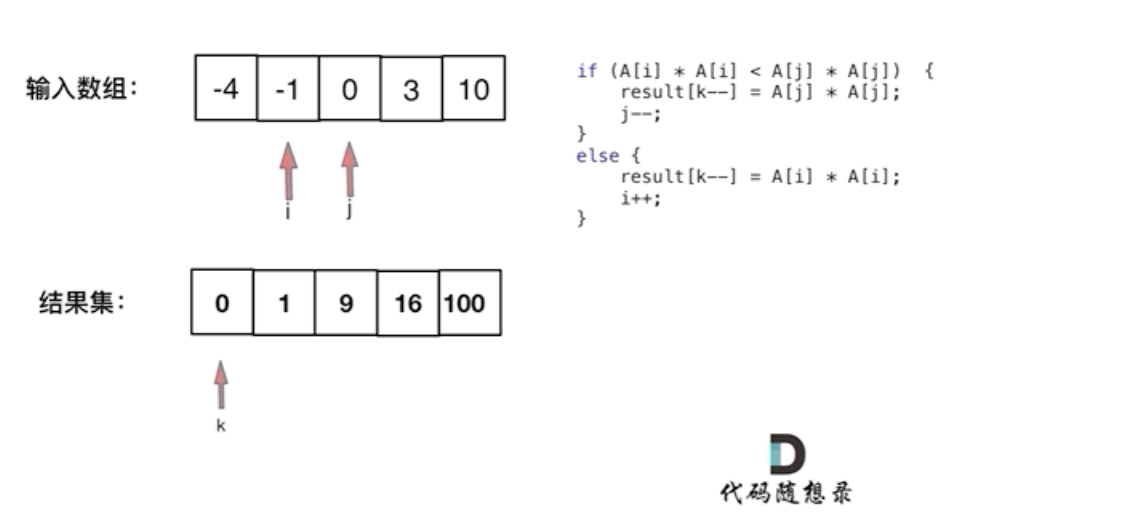 输入数组：
-4 -1 0 3 10
i j
if (A[i] * A[i] < A[j] * A[j]) {
result[k--] = A[j] * A[j];
j--;
}
else {
result[k--] = A[i] * A[i];
i++;
}
结果集：
0 1 9 16 100
k
D
代码随想录